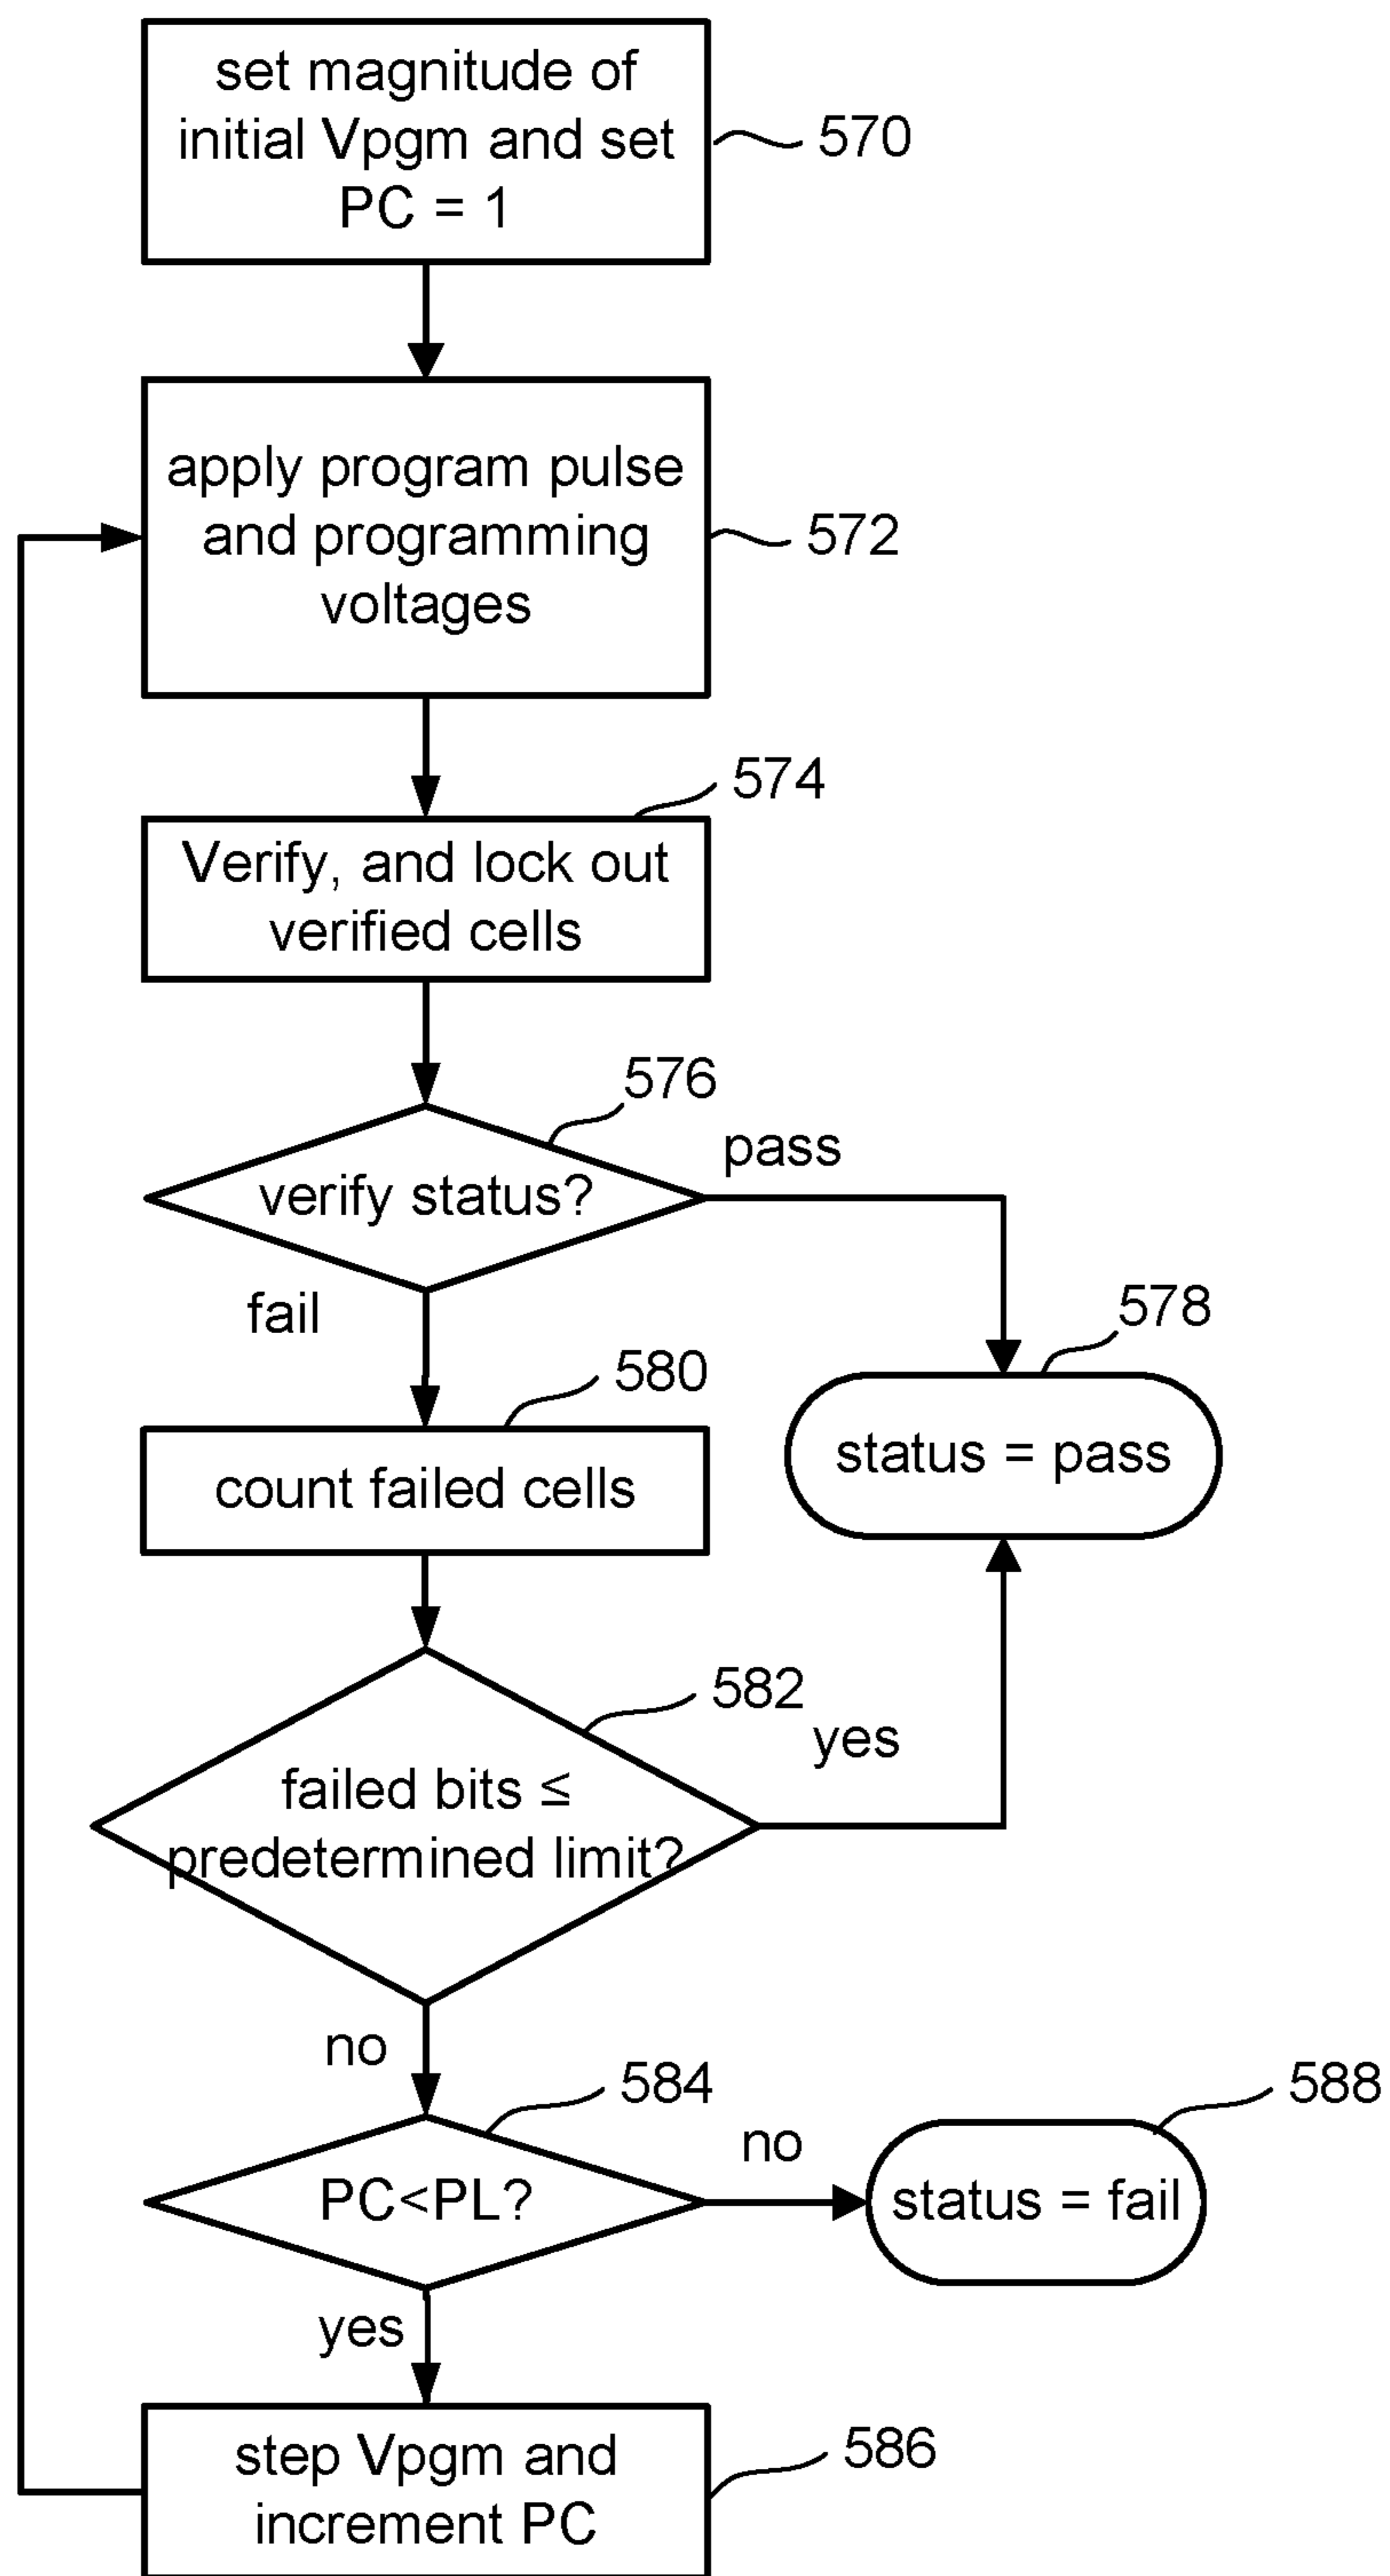 set magnitude of
initial Vpgm and set
PC = 1
570
apply program pulse
and programming
voltages
572
574
Verify, and lock out
verified cells
576
pass
verify status?
fail
578
580
status = pass
count failed cells
582
yes
failed bits ≤
predetermined limit?
no
584
588
no
PC<PL?
status = fail
yes
step Vpgm and
increment PC
586